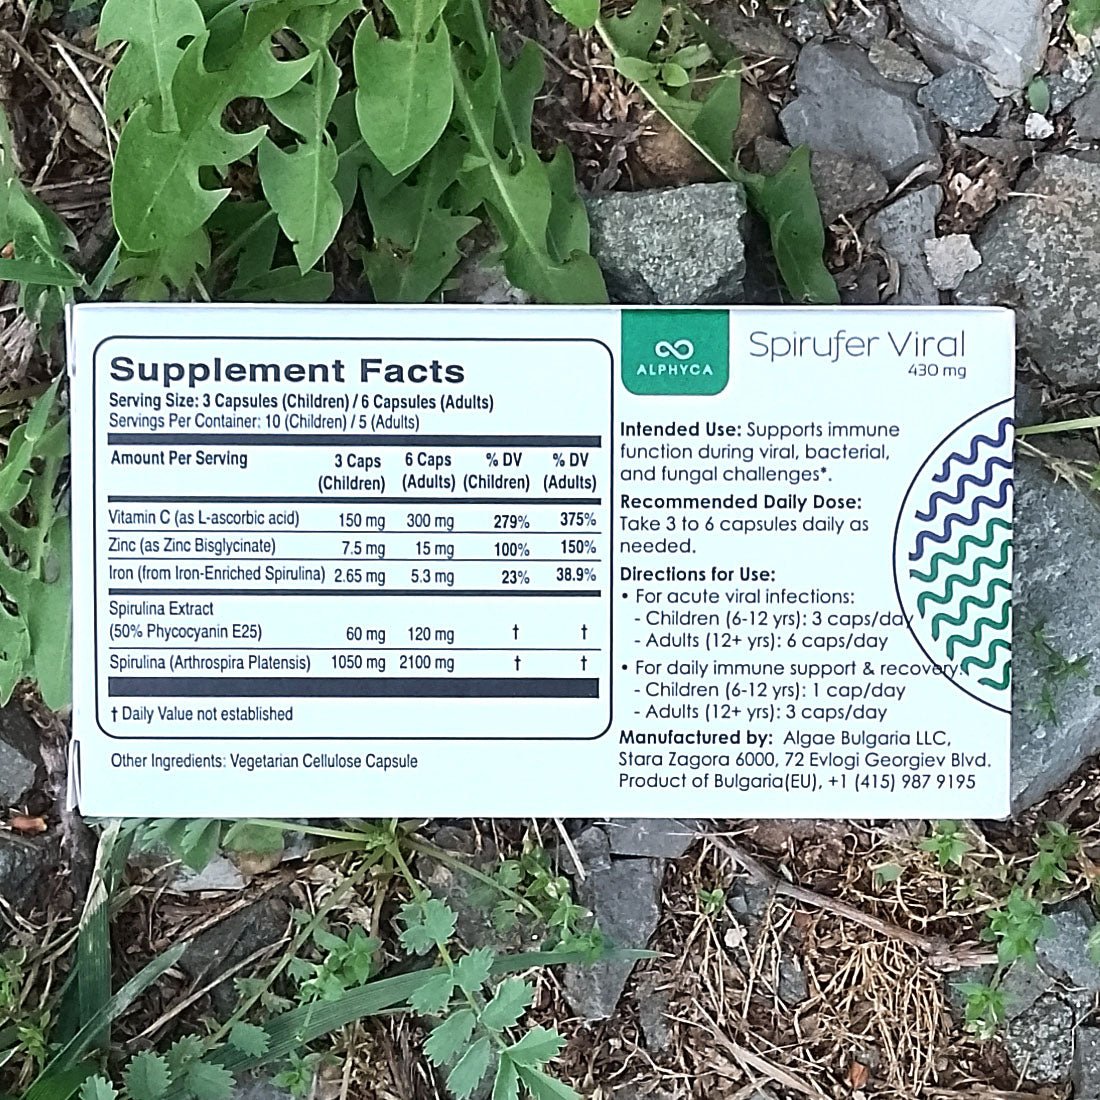 Supplement Facts
Serving Size: 3 Capsules (Children) / 6 Capsules (Adults)
Servings Per Container: 10 (Children) / 5 (Adults)
Amount Per Serving 3 Caps (Children) 6 Caps (Adults) % DV (Children) % DV (Adults)
Vitamin C (as L-ascorbic acid) 150 mg 300 mg 279% 375%
Zinc (as Zinc Bisglycinate) 7.5 mg 15 mg 100% 150%
Iron (from Iron-Enriched Spirulina) 2.65 mg 5.3 mg 23% 38.9%
Spirulina Extract
(50% Phycocyanin E25) 60 mg 120 mg † †
Spirulina (Arthrospira Platensis) 1050 mg 2100 mg † †
† Daily Value not established
Other Ingredients: Vegetarian Cellulose Capsule
ALPHYCA
Spirufer Viral
430 mg
Intended Use: Supports immune
function during viral, bacterial,
and fungal challenges*.
Recommended Daily Dose:
Take 3 to 6 capsules daily as
needed.
Directions for Use:
• For acute viral infections:
- Children (6-12 yrs): 3 caps/day
- Adults (12+ yrs): 6 caps/day
• For daily immune support & recovery:
- Children (6-12 yrs): 1 cap/day
- Adults (12+ yrs): 3 caps/day
Manufactured by: Algae Bulgaria LLC,
Stara Zagora 6000, 72 Evlogi Georgiev Blvd.
Product of Bulgaria(EU), +1 (415) 987 9195